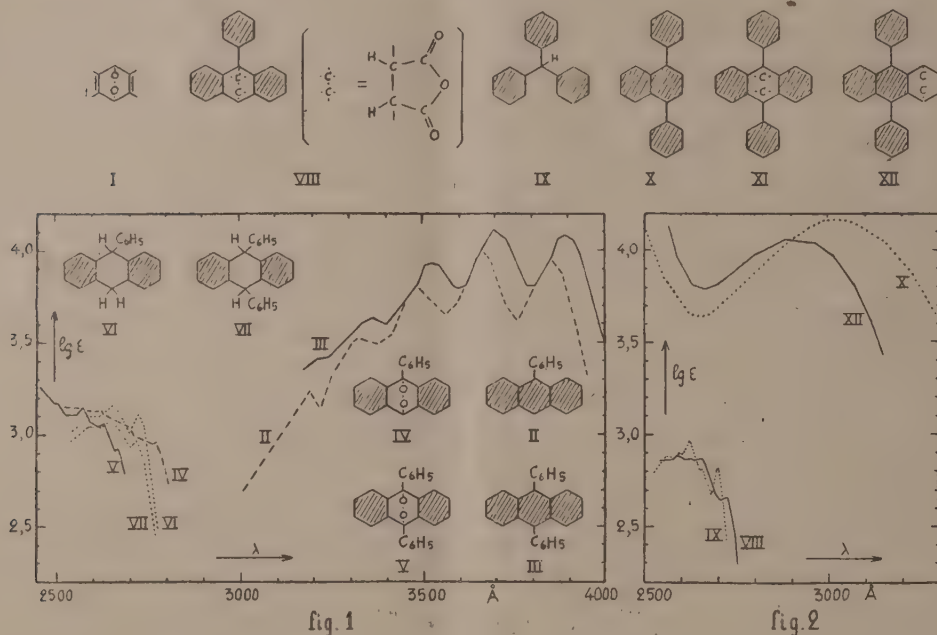 O
O
C
C
H
C
C
=
H
C
C
C
O
O
O
H
C
C
C
C
I
VIII
IX
X
XI
XII
4,0
3,5
3,0
2,5
lg ε
H C₆H₅
H H
VI
H C₆H₅
H C₆H₅
VII
III
II
C₆H₅
O
O
IV
C₆H₅
II
C₆H₅
O
O
C₆H₅
V
C₆H₅
C₆H₅
III
V
IV
VII
VI
λ
2500 3000 3500 Å 4000
fig. 1
4,0
3,5
3,0
2,5
lg ε
X
XII
IX
VIII
λ
2500 3000 Å
fig. 2